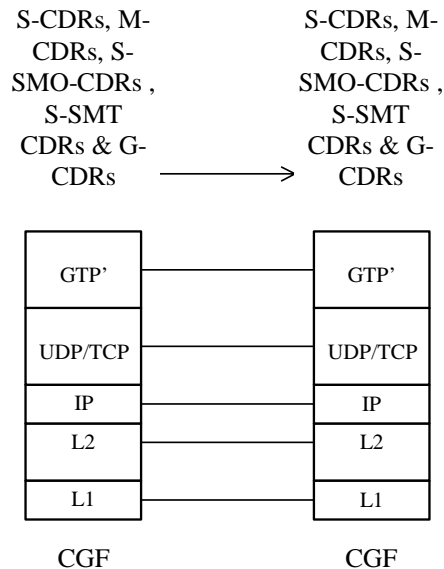 S-CDRs, M-
CDRs, S-
SMO-CDRs ,
S-SMT
CDRs & G-
CDRs
S-CDRs, M-
CDRs, S-
SMO-CDRs ,
S-SMT
CDRs & G-
CDRs
GTP’
GTP’
UDP/TCP
UDP/TCP
IP
IP
L2
L2
L1
L1
CGF
CGF